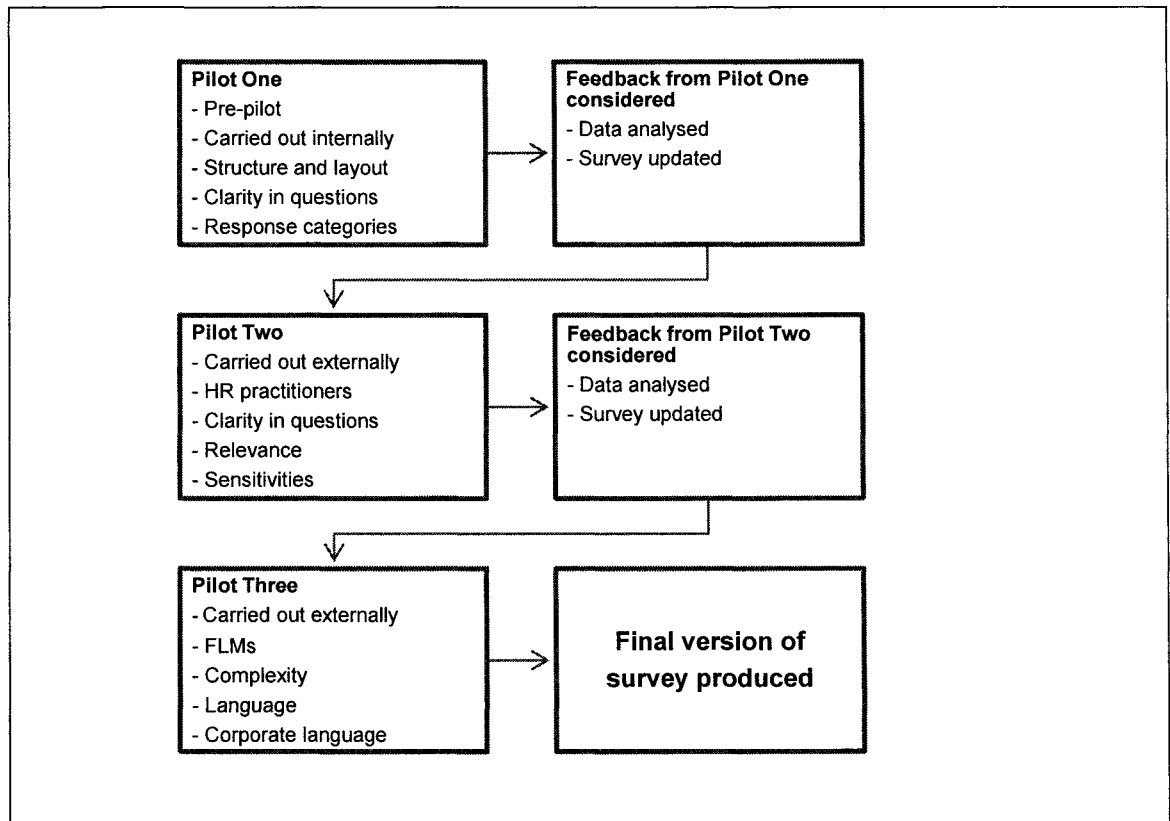 Pilot One
- Pre-pilot
- Carried out internally
- Structure and layout
- Clarity in questions
- Response categories
Feedback from Pilot One
considered
- Data analysed
- Survey updated
Pilot Two
- Carried out externally
- HR practitioners
- Clarity in questions
- Relevance
- Sensitivities
Feedback from Pilot Two
considered
- Data analysed
- Survey updated
Pilot Three
- Carried out externally
- FLMs
- Complexity
- Language
- Corporate language
Final version of
survey produced